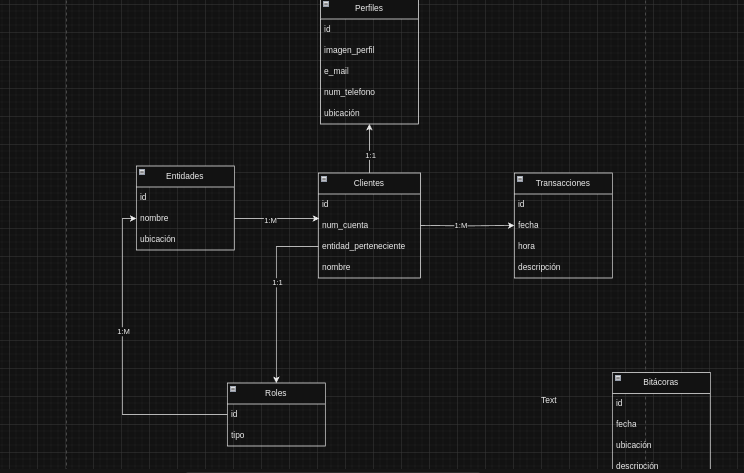 Perfiles
id
imagen_perfil
e_mail
num_telefono
ubicación
1:1
Entidades
id
nombre
ubicación
1:M
Clientes
id
num_cuenta
entidad_perteneciente
nombre
1:M
Transacciones
id
fecha
hora
descripción
1:1
1:M
Roles
id
tipo
Text
Bitácoras
id
fecha
ubicación
descripción